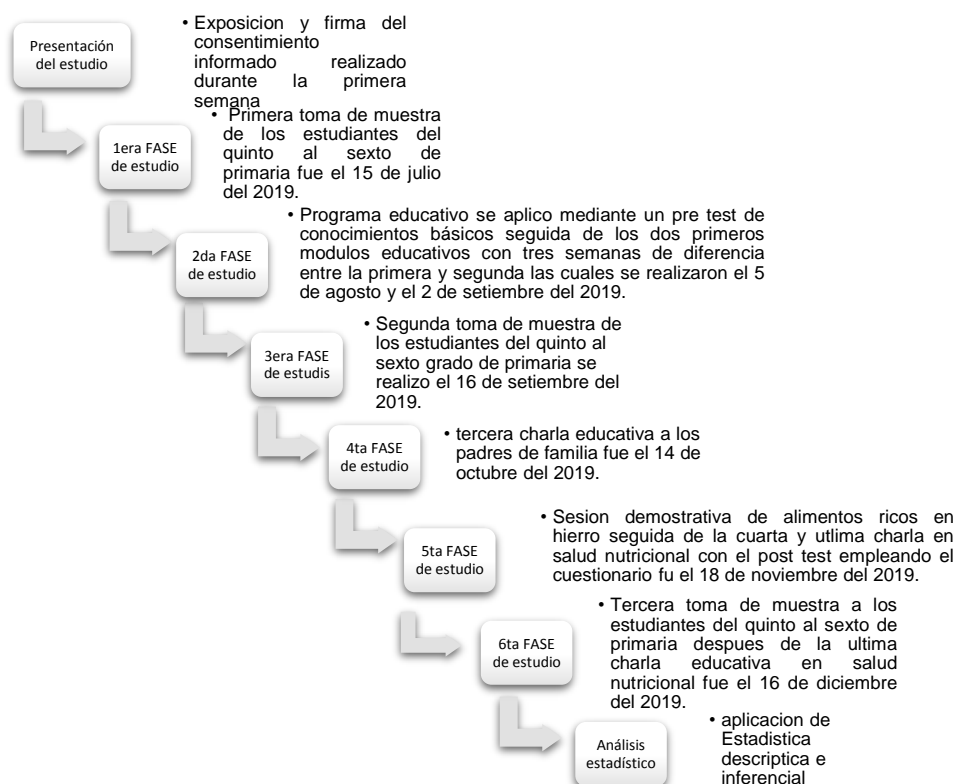 Presentación
del estudio
• Exposicion y firma del
consentimiento
informado realizado
durante la primera
semana
1era FASE
de estudio
• Primera toma de muestra
de los estudiantes del
quinto al sexto de
primaria fue el 15 de julio
del 2019.
2da FASE
de estudio
• Programa educativo se aplico mediante un pre test de
conocimientos básicos seguida de los dos primeros
modulos educativos con tres semanas de diferencia
entre la primera y segunda las cuales se realizaron el 5
de agosto y el 2 de setiembre del 2019.
3era FASE
de estudis
• Segunda toma de muestra de
los estudiantes del quinto al
sexto grado de primaria se
realizo el 16 de setiembre del
2019.
4ta FASE
de estudio
• tercera charla educativa a los
padres de familia fue el 14 de
octubre del 2019.
5ta FASE
de estudio
• Sesion demostrativa de alimentos ricos en
hierro seguida de la cuarta y utlima charla en
salud nutricional con el post test empleando el
cuestionario fu el 18 de noviembre del 2019.
6ta FASE
de estudio
• Tercera toma de muestra a los
estudiantes del quinto al sexto de
primaria despues de la ultima
charla educativa en salud
nutricional fue el 16 de diciembre
del 2019.
Análisis
estadístico
• aplicacion de
Estadistica
descriptica e
inferencial